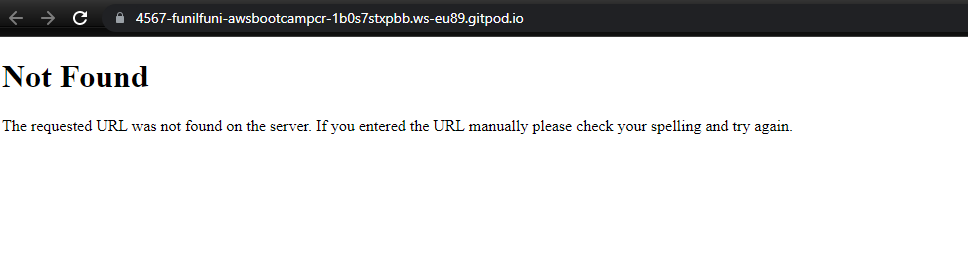 4567-funilfuni-awsbootcampcr-1b0s7stxpbb.ws-eu89.gitpod.io
Not Found
The requested URL was not found on the server. If you entered the URL manually please check your spelling and try again.